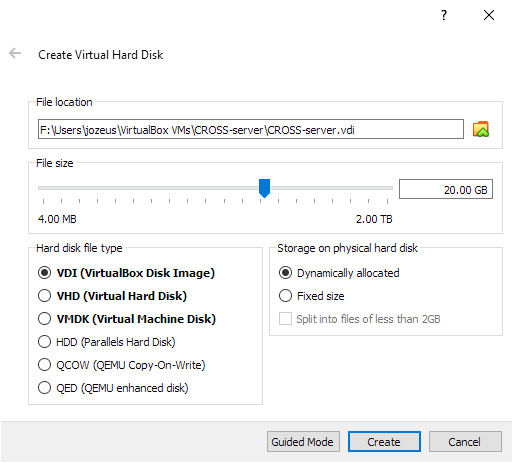 ?
Create Virtual Hard Disk
File location
F:\Users\jozeus\VirtualBox VMs\CROSS-server\CROSS-server.vdi
File size
20.00 GB
4.00 MB
2.00 TB
Hard disk file type
VDI (VirtualBox Disk Image)
VHD (Virtual Hard Disk)
VMDK (Virtual Machine Disk)
HDD (Parallels Hard Disk)
QCOW (QEMU Copy-On-Write)
QED (QEMU enhanced disk)
Storage on physical hard disk
Dynamically allocated
Fixed size
Split into files of less than 2GB
Guided Mode
Create
Cancel